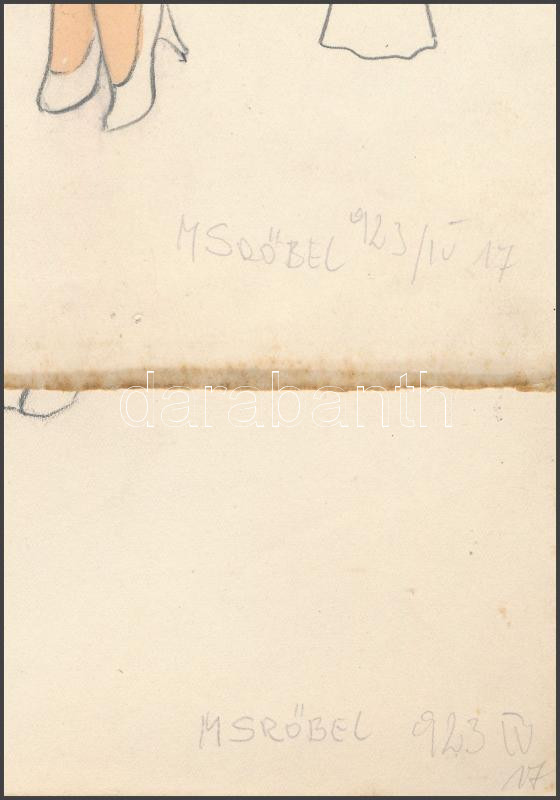 MSRÖBEL 923/IV 17
darabanth
MSRÖBEL 923 IV
17